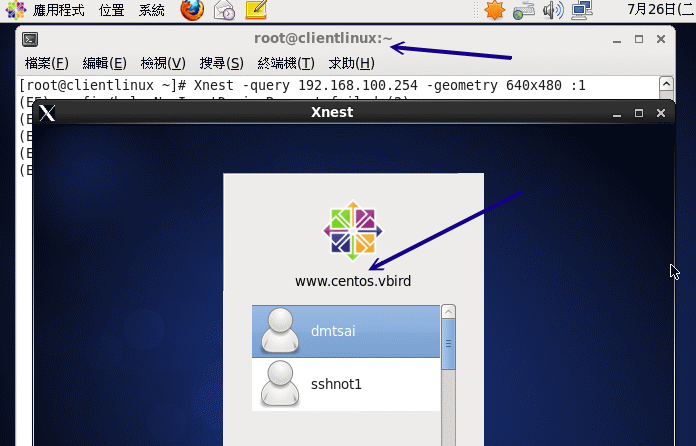 應用程式 位置 系統 7月26日(二
root@clientlinux:~
檔案(F) 編輯(E) 檢視(V) 搜尋(S) 終端機(T) 求助(H)
[root@clientlinux ~]# Xnest -query 192.168.100.254 -geometry 640x480 :1
(E
Xnest
(E
(E
(E
(E
www.centos.vbird
dmtsai
sshnot1